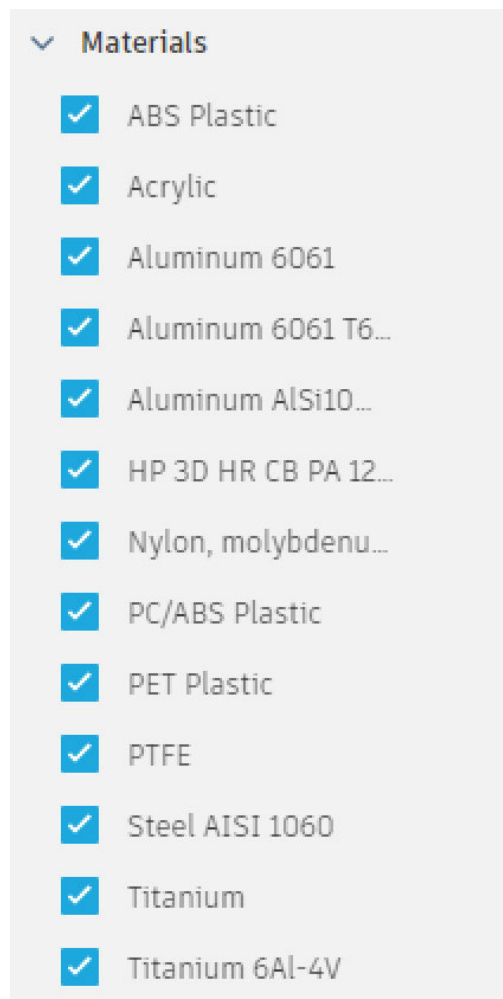 Materials
ABS Plastic
Acrylic
Aluminum 6061
Aluminum 6061 T6...
Aluminum AlSi10...
HP 3D HR CB PA 12...
Nylon, molybdenu...
PC/ABS Plastic
PET Plastic
PTFE
Steel AISI 1060
Titanium
Titanium 6Al-4V